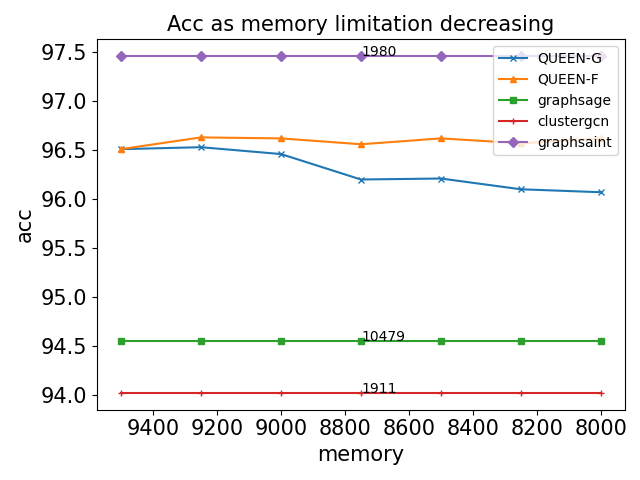 Acc as memory limitation decreasing
97.5
97.0
96.5
96.0
95.5
95.0
94.5
94.0
acc
1980
10479
1911
QUEEN-G
QUEEN-F
graphsage
clustergcn
graphsaint
9400 9200 9000 8800 8600 8400 8200 8000
memory